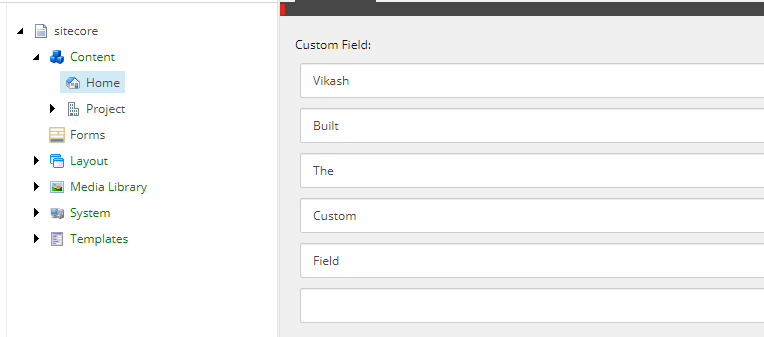 sitecore
Content
Home
Project
Forms
Layout
Media Library
System
Templates
Custom Field:
Vikash
Built
The
Custom
Field